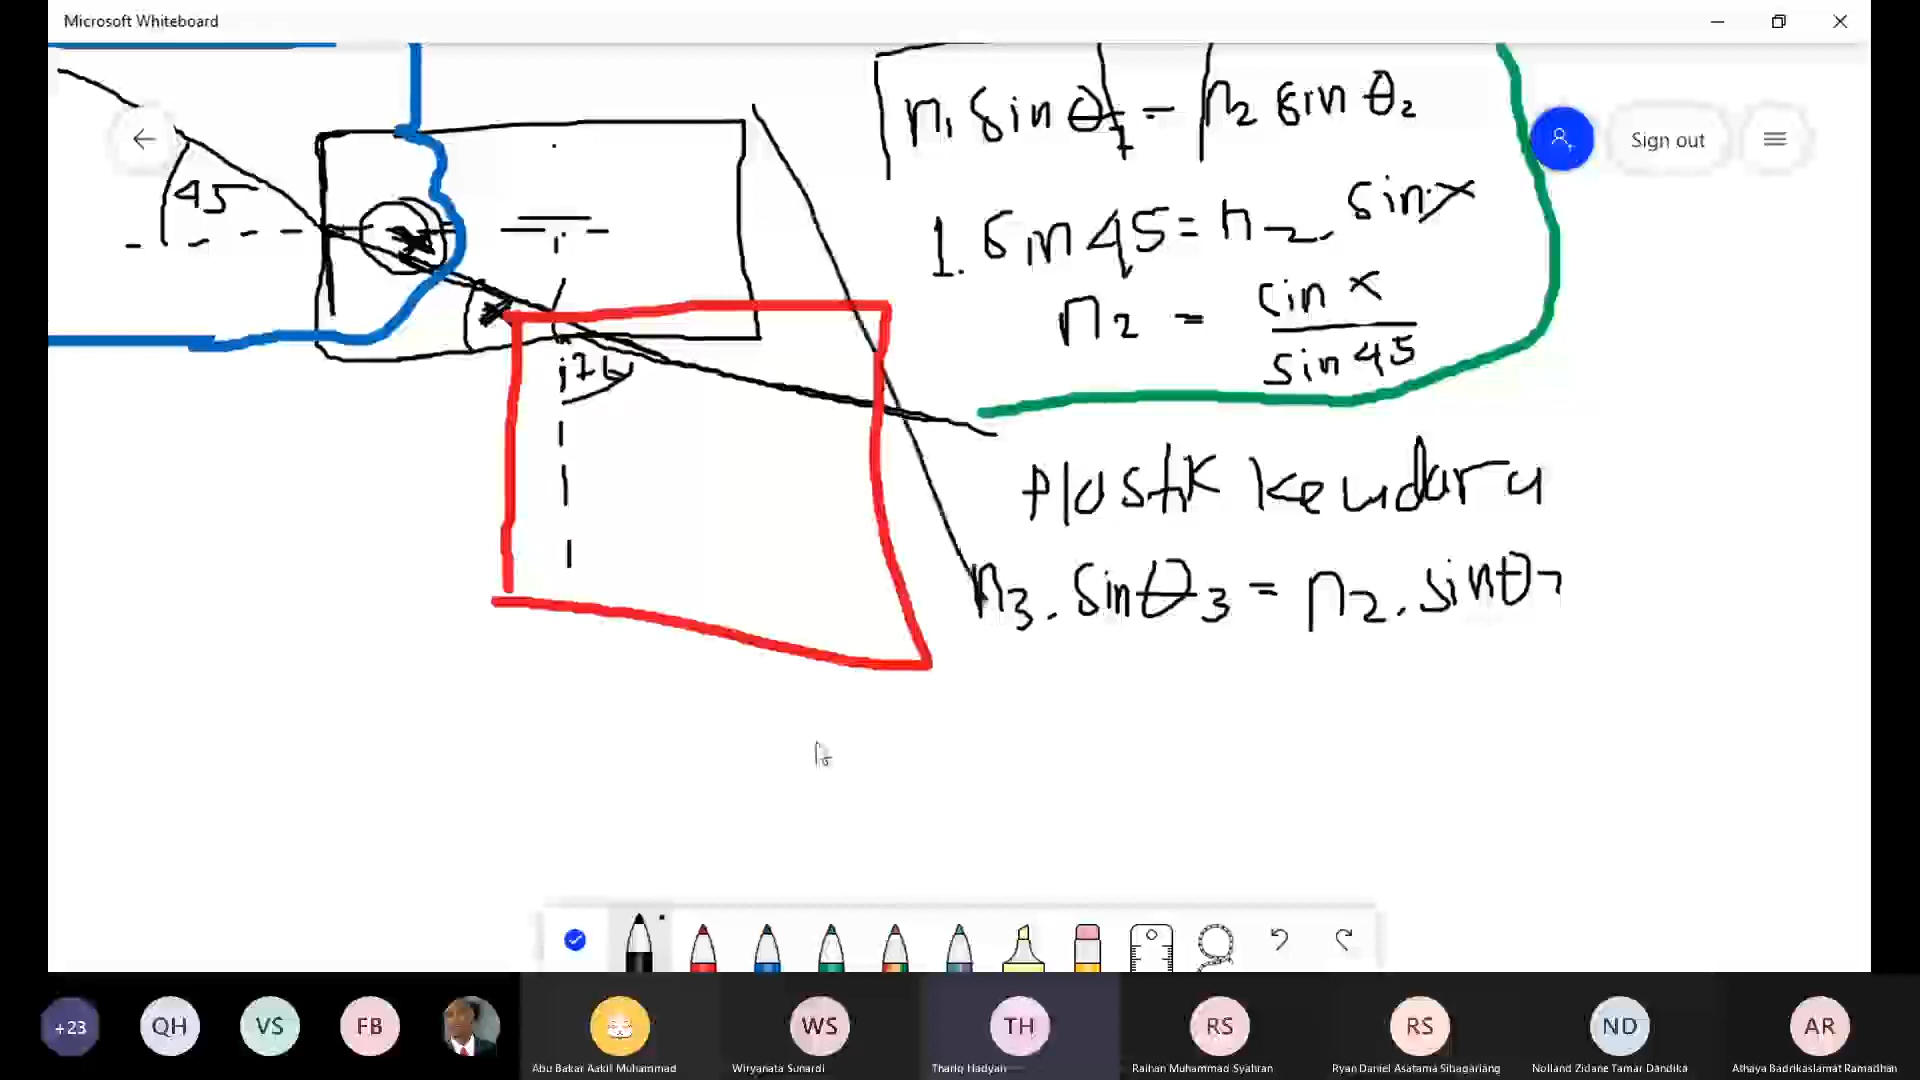 Microsoft Whiteboard
n₁ sin θ₁ = n₂ sin θ₂
45
Sign out
1. sin 45 = n₂. sin x
n₂ = sin x / sin 45
x
x
76
Plastik ke udara
n₃. sin θ₃ = n₂. sin θ₂
+23
QH
VS
FB
WS
TH
RS
RS
ND
AR
Abu Bakar Aakil Muhammad
Wiryanata Sunardi
Thariq Hadyan
Raihan Muhammad Syahran
Ryan Daniel Asatama Sibagariang
Nolland Zidane Tamar Dandika
Athaya Badrikaslamat Ramadhan